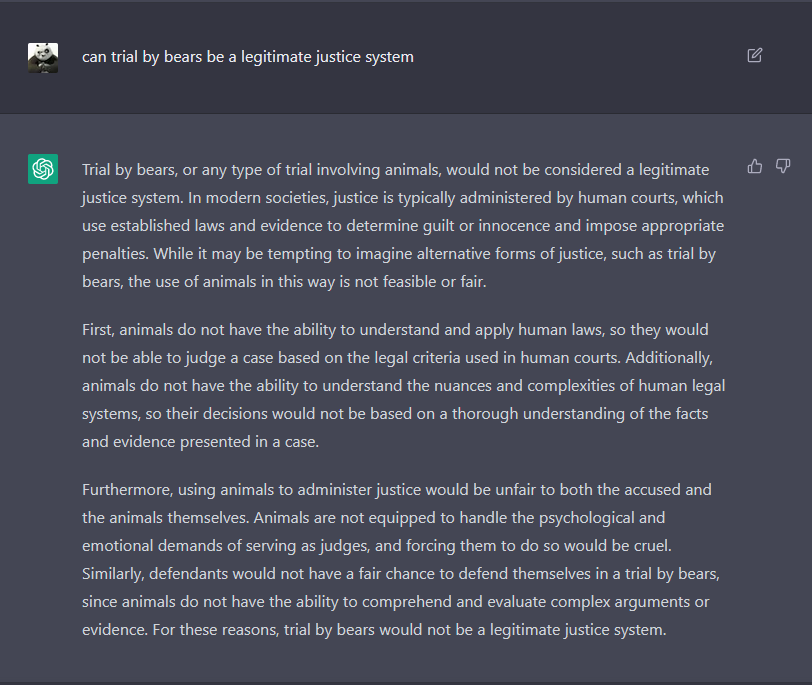 can trial by bears be a legitimate justice system
Trial by bears, or any type of trial involving animals, would not be considered a legitimate
justice system. In modern societies, justice is typically administered by human courts, which
use established laws and evidence to determine guilt or innocence and impose appropriate
penalties. While it may be tempting to imagine alternative forms of justice, such as trial by
bears, the use of animals in this way is not feasible or fair.
First, animals do not have the ability to understand and apply human laws, so they would
not be able to judge a case based on the legal criteria used in human courts. Additionally,
animals do not have the ability to understand the nuances and complexities of human legal
systems, so their decisions would not be based on a thorough understanding of the facts
and evidence presented in a case.
Furthermore, using animals to administer justice would be unfair to both the accused and
the animals themselves. Animals are not equipped to handle the psychological and
emotional demands of serving as judges, and forcing them to do so would be cruel.
Similarly, defendants would not have a fair chance to defend themselves in a trial by bears,
since animals do not have the ability to comprehend and evaluate complex arguments or
evidence. For these reasons, trial by bears would not be a legitimate justice system.